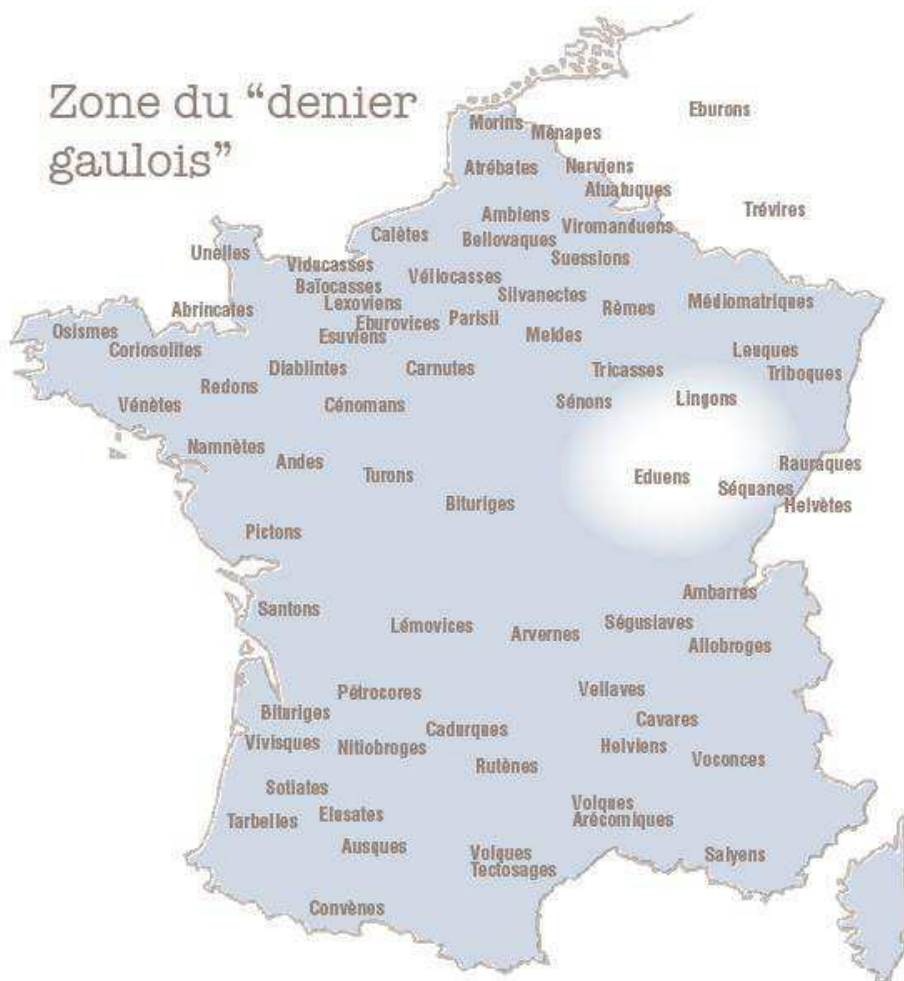 Zone du “denier
gaulois”
Eburons
Morins
Ménapes
Atrébates
Nerviens
Atuatuques
Trévires
Ambiens
Viromanduens
Calètes
Bellovaques
Unelles
Suessions
Viducasses
Véliocasses
Baïocasses
Silvanectes
Médiomatriques
Lexoviens
Rèmes
Abrincates
Parisii
Eburovices
Osismes
Esuviens
Meldes
Coriosolites
Leuques
Diablintes
Carnutes
Tricasses
Triboques
Redons
Lingons
Vénètes
Cénomans
Sénons
Namnètes
Andes
Rauraques
Turons
Eduens
Séquanes
Bituriges
Helvètes
Pictons
Ambarres
Santons
Lémovices
Arvernes
Ségusiaves
Allobroges
Pétrocores
Vellaves
Bituriges
Vivisques
Cavares
Cadurques
Nitiobroges
Helviens
Voconces
Rutènes
Sotiates
Elusates
Tarbelles
Volques
Arécomiques
Ausques
Volques
Tectosages
Salyens
Convènes